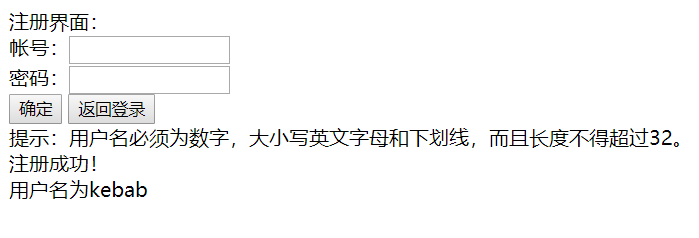 注册界面：
帐号：
密码：
确定 返回登录
提示：用户名必须为数字，大小写英文字母和下划线，而且长度不得超过32。
注册成功！
用户名为kebab